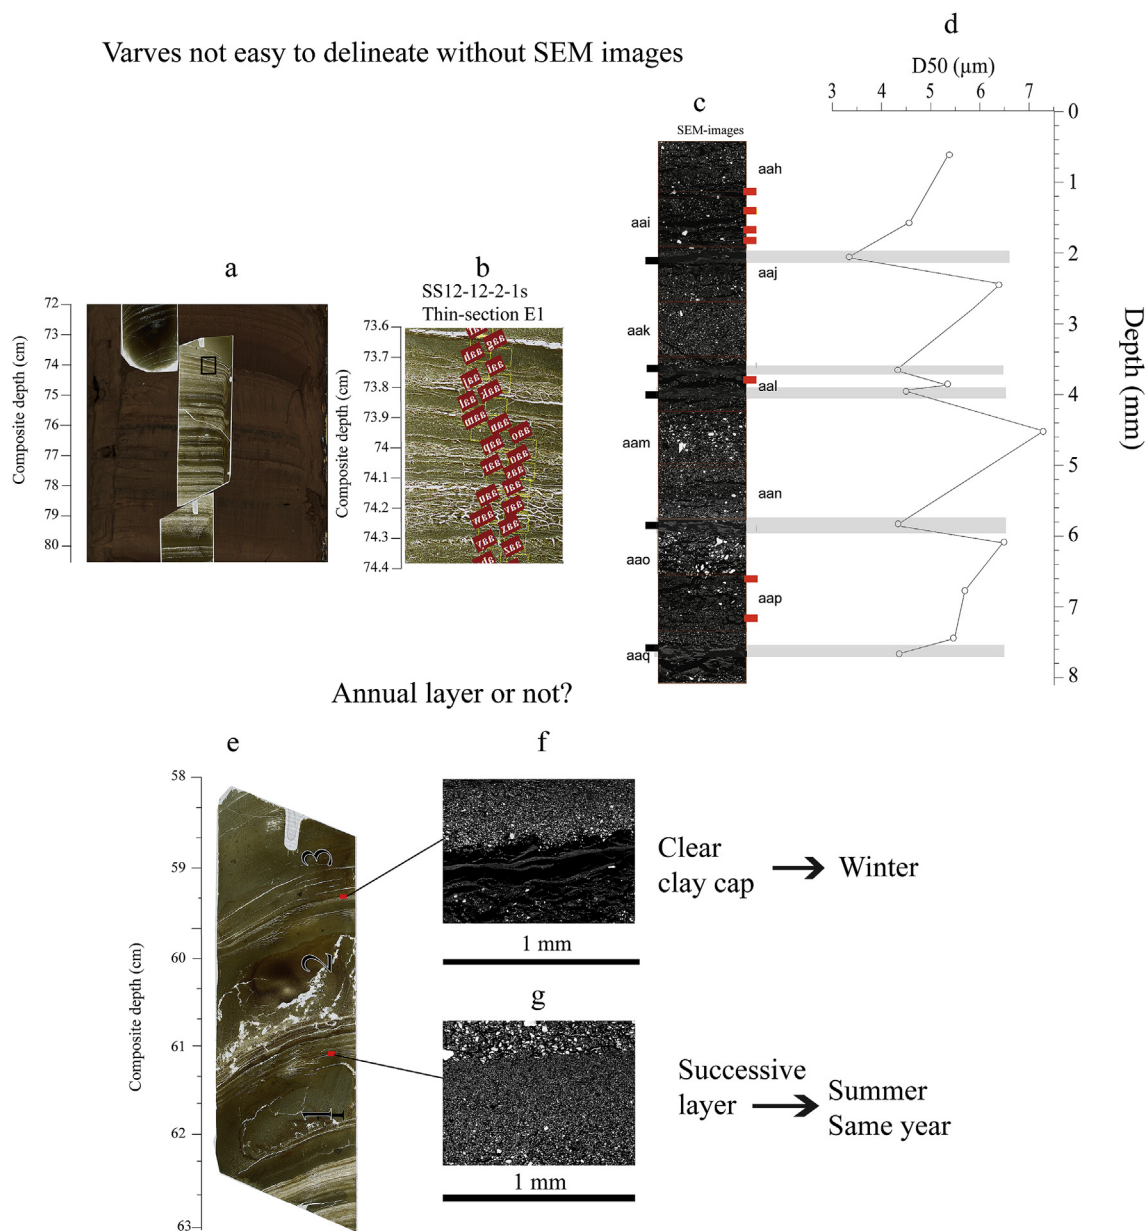 Varves not easy to delineate without SEM images
d
D50 (µm)
3 4 5 6 7
c
SEM-images
aah
aai
aaj
aak
aal
aam
aan
aao
aap
aaq
0
1
2
3
4
5
6
7
8
Depth (mm)
a
72
73
74
75
76
77
78
79
80
Composite depth (cm)
b
SS12-12-2-1s
Thin-section E1
73.6
73.7
73.8
73.9
74
74.1
74.2
74.3
74.4
Composite depth (cm)
Annual layer or not?
e
58
59
60
61
62
63
Composite depth (cm)
3
2
1
f
1 mm
Clear
clay cap
Winter
g
1 mm
Successive
layer
Summer
Same year